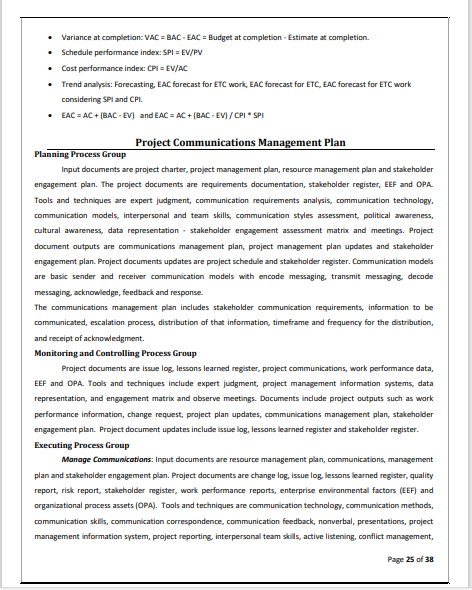 • Variance at completion: VAC = BAC - EAC = Budget at completion - Estimate at completion.
• Schedule performance index: SPI = EV/PV
• Cost performance index: CPI = EV/AC
• Trend analysis: Forecasting, EAC forecast for ETC work, EAC forecast for ETC, EAC forecast for ETC work
considering SPI and CPI.
• EAC = AC + (BAC - EV) and EAC = AC + (BAC - EV) / CPI * SPI
Project Communications Management Plan
Planning Process Group
Input documents are project charter, project management plan, resource management plan and stakeholder
engagement plan. The project documents are requirements documentation, stakeholder register, EEF and OPA.
Tools and techniques are expert judgment, communication requirements analysis, communication technology,
communication models, interpersonal and team skills, communication styles assessment, political awareness,
cultural awareness, data representation - stakeholder engagement assessment matrix and meetings. Project
document outputs are communications management plan, project management plan updates and stakeholder
engagement plan. Project documents updates are project schedule and stakeholder register. Communication models
are basic sender and receiver communication models with encode messaging, transmit messaging, decode
messaging, acknowledge, feedback and response.
The communications management plan includes stakeholder communication requirements, information to be
communicated, escalation process, distribution of that information, timeframe and frequency for the distribution,
and receipt of acknowledgment.
Monitoring and Controlling Process Group
Project documents are issue log, lessons learned register, project communications, work performance data,
EEF and OPA. Tools and techniques include expert judgment, project management information systems, data
representation, and engagement matrix and observe meetings. Documents include project outputs such as work
performance information, change request, project plan updates, communications management plan, stakeholder
engagement plan. Project document updates include issue log, lessons learned register and stakeholder register.
Executing Process Group
Manage Communications: Input documents are resource management plan, communications, management
plan and stakeholder engagement plan. Project documents are change log, issue log, lessons learned register, quality
report, risk report, stakeholder register, work performance reports, enterprise environmental factors (EEF) and
organizational process assets (OPA). Tools and techniques are communication technology, communication methods,
communication skills, communication correspondence, communication feedback, nonverbal, presentations, project
management information system, project reporting, interpersonal team skills, active listening, conflict management,
Page 25 of 38